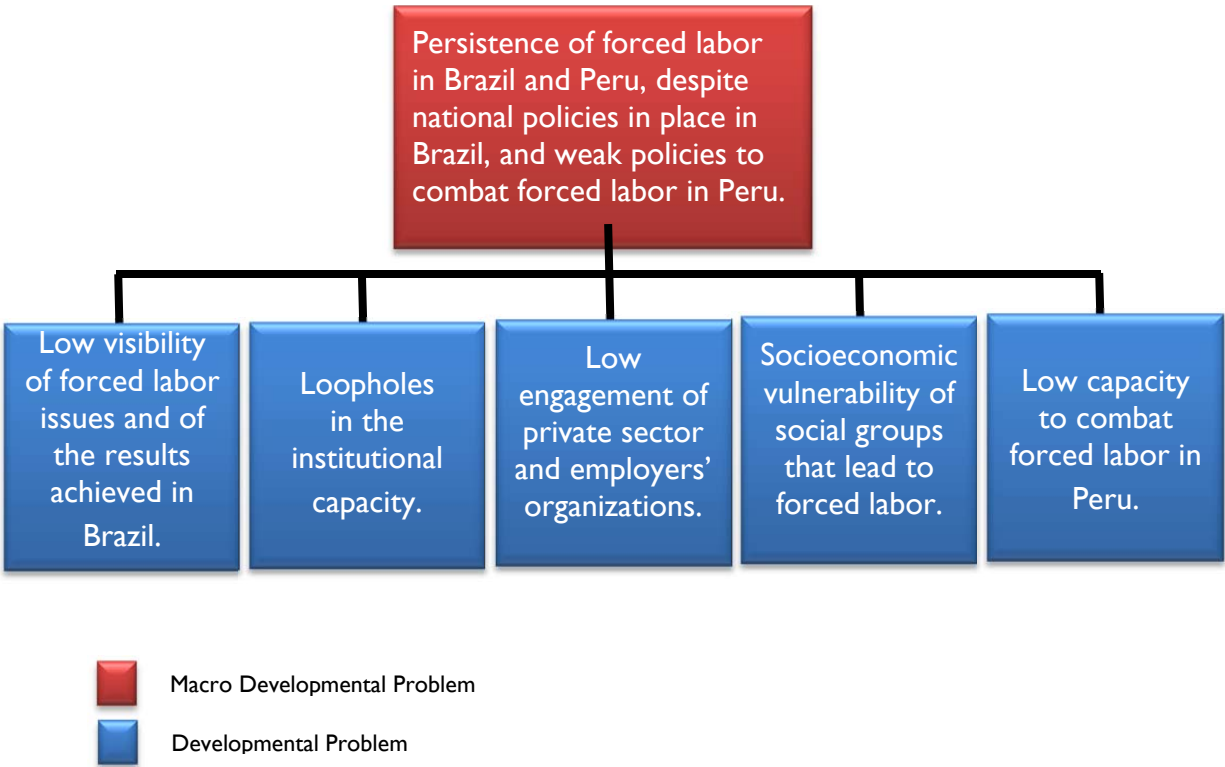 Persistence of forced labor
in Brazil and Peru, despite
national policies in place in
Brazil, and weak policies to
combat forced labor in Peru.
Low visibility
of forced labor
issues and of
the results
achieved in
Brazil.
Loopholes
in the
institutional
capacity.
Low
engagement of
private sector
and employers’
organizations.
Socioeconomic
vulnerability of
social groups
that lead to
forced labor.
Low capacity
to combat
forced labor in
Peru.
Macro Developmental Problem
Developmental Problem